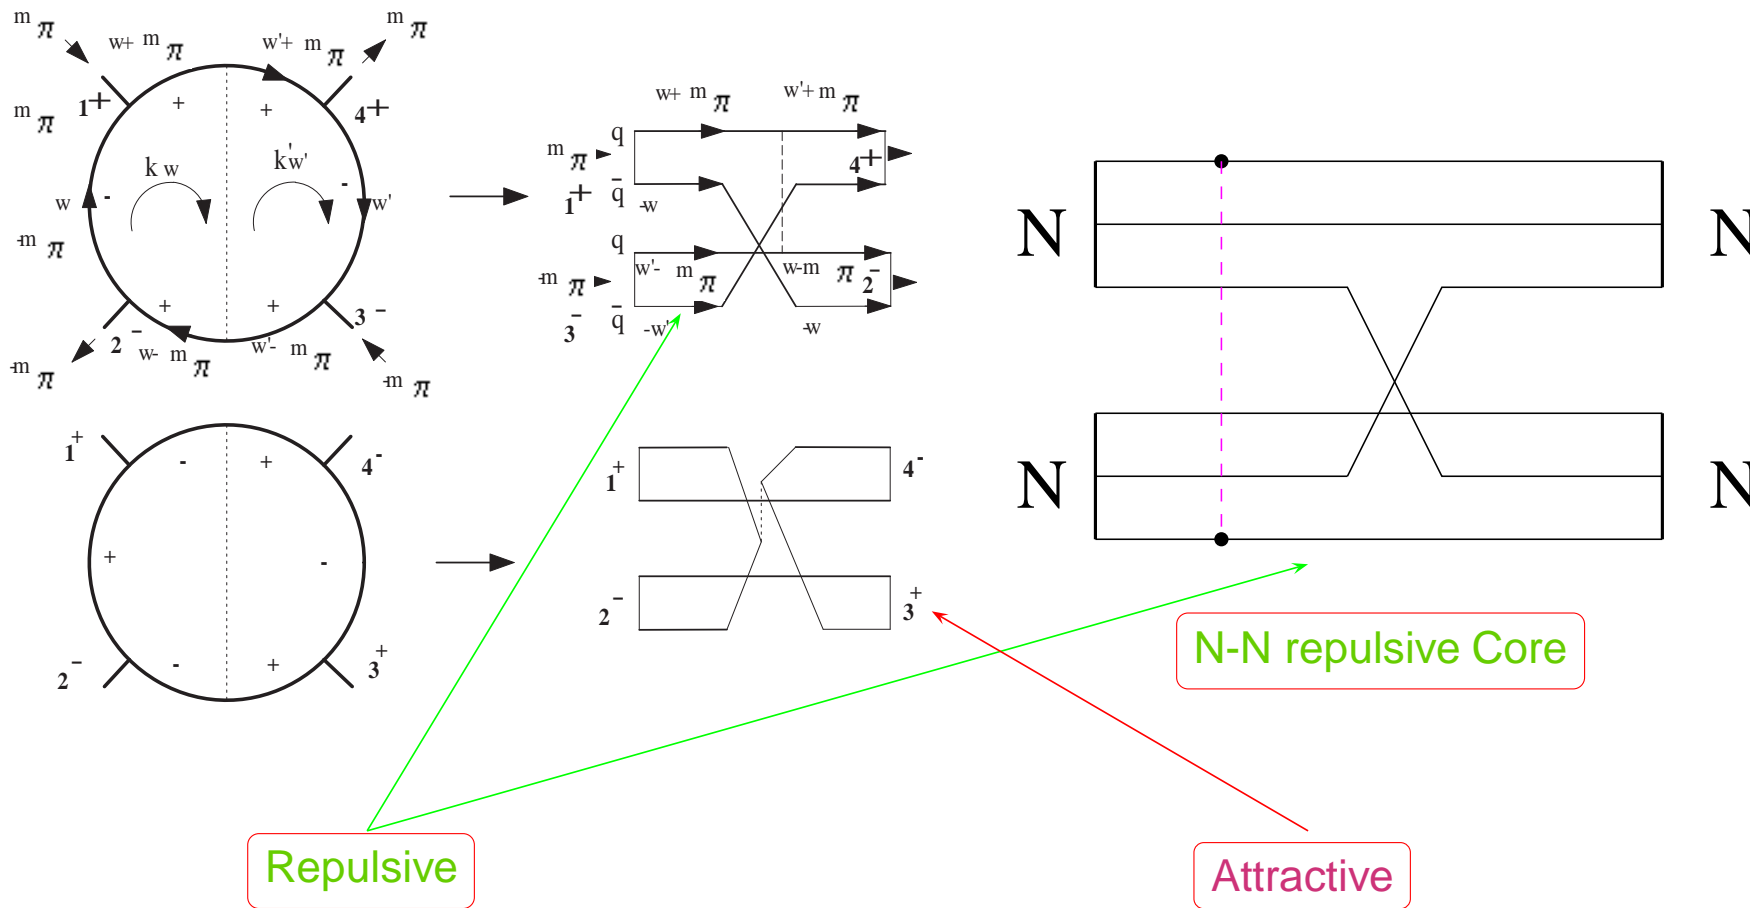 m π
m π
w+ m π
w'+ m π
1+
+
+
4+
m π
k w
k'w'
w
-
-
w'
-m π
+
+
2-
3-
w- m π
w'- m π
-m π
-m π
w+ m π
w'+ m π
q
m π
4+
1+
q̄
-w
q
w'- m π
w-m π
2-
-m π
3-
q̄
-w'
-w
N
N
N
N
1+
-
+
4-
+
-
2-
-
+
3+
1+
4-
2-
3+
N-N repulsive Core
Repulsive
Attractive